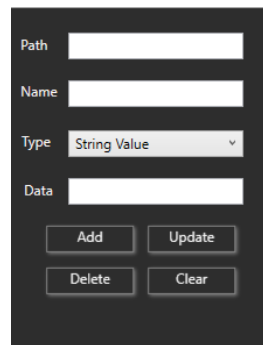 Path
Name
Type String Value
Data
Add Update
Delete Clear